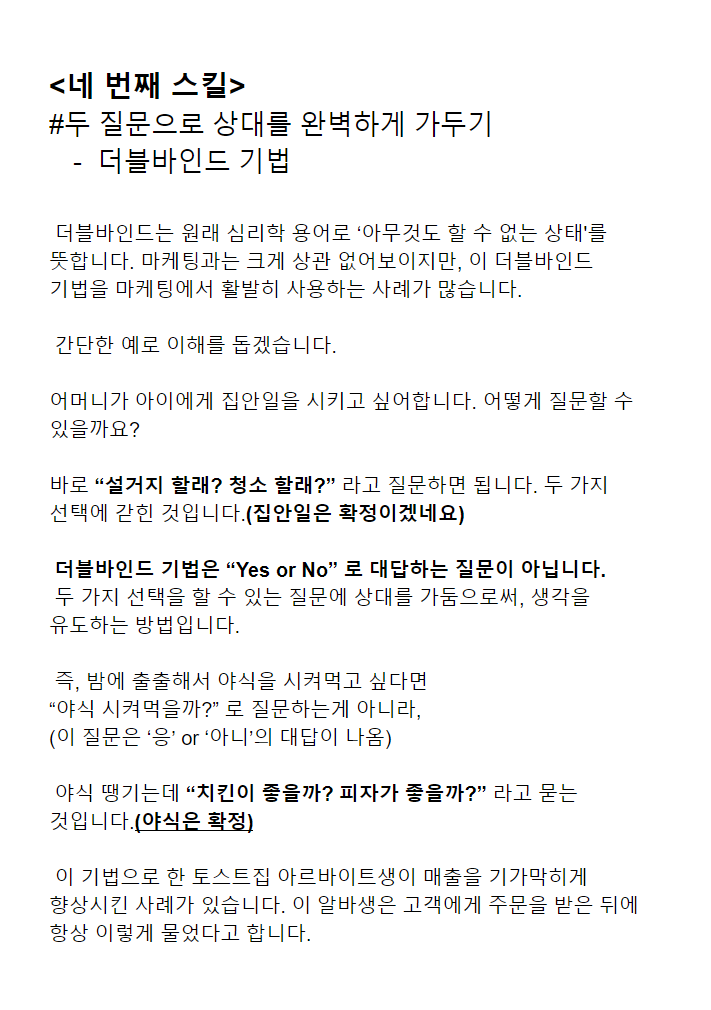 <네 번째 스킬>
#두 질문으로 상대를 완벽하게 가두기
- 더블바인드 기법
더블바인드는 원래 심리학 용어로 ‘아무것도 할 수 없는 상태'를
뜻합니다. 마케팅과는 크게 상관 없어보이지만, 이 더블바인드
기법을 마케팅에서 활발히 사용하는 사례가 많습니다.
간단한 예로 이해를 돕겠습니다.
어머니가 아이에게 집안일을 시키고 싶어합니다. 어떻게 질문할 수
있을까요?
바로 “설거지 할래? 청소 할래?” 라고 질문하면 됩니다. 두 가지
선택에 갇힌 것입니다.(집안일은 확정이겠네요)
더블바인드 기법은 “Yes or No” 로 대답하는 질문이 아닙니다.
두 가지 선택을 할 수 있는 질문에 상대를 가둠으로써, 생각을
유도하는 방법입니다.
즉, 밤에 출출해서 야식을 시켜먹고 싶다면
“야식 시켜먹을까?” 로 질문하는게 아니라,
(이 질문은 ‘응’ or ‘아니’의 대답이 나옴)
야식 땡기는데 “치킨이 좋을까? 피자가 좋을까?” 라고 묻는
것입니다.(야식은 확정)
이 기법으로 한 토스트집 아르바이트생이 매출을 기가막히게
향상시킨 사례가 있습니다. 이 알바생은 고객에게 주문을 받은 뒤에
항상 이렇게 물었다고 합니다.